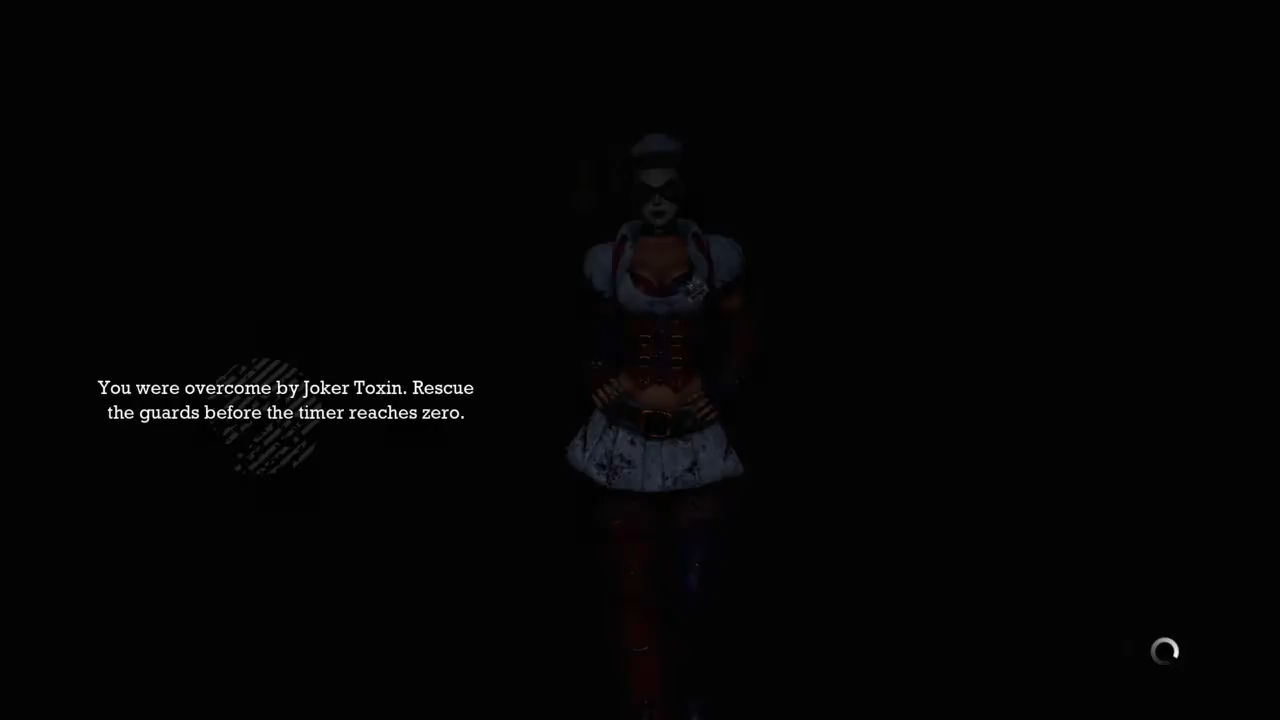 You were overcome by Joker Toxin. Rescue
the guards before the timer reaches zero.